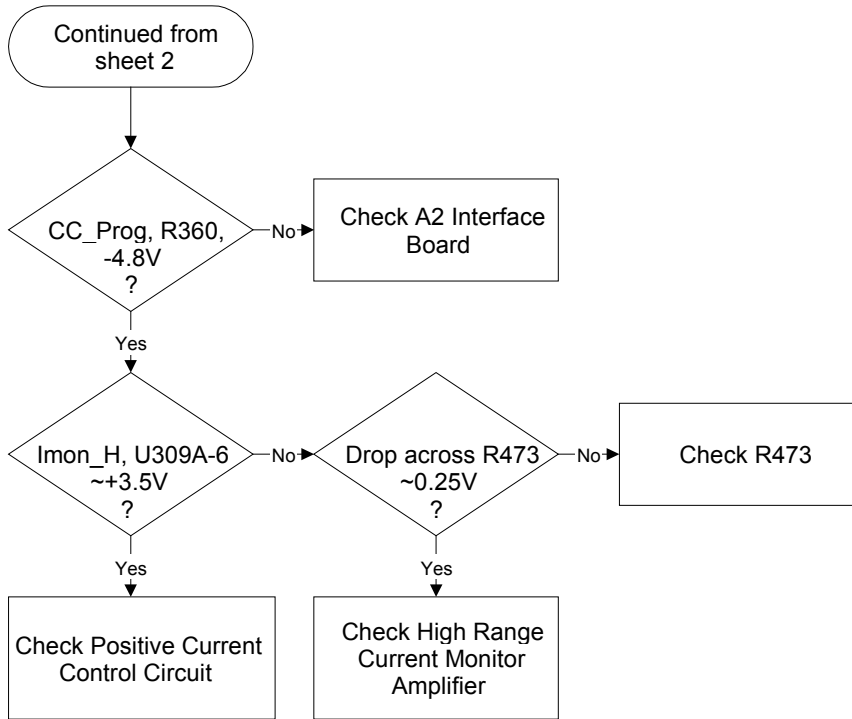 Continued from
sheet 2
CC_Prog, R360,
-4.8V
?
No
Check A2 Interface
Board
Yes
Imon_H, U309A-6
~+3.5V
?
No
Drop across R473
~0.25V
?
No
Check R473
Yes
Check Positive Current
Control Circuit
Yes
Check High Range
Current Monitor
Amplifier